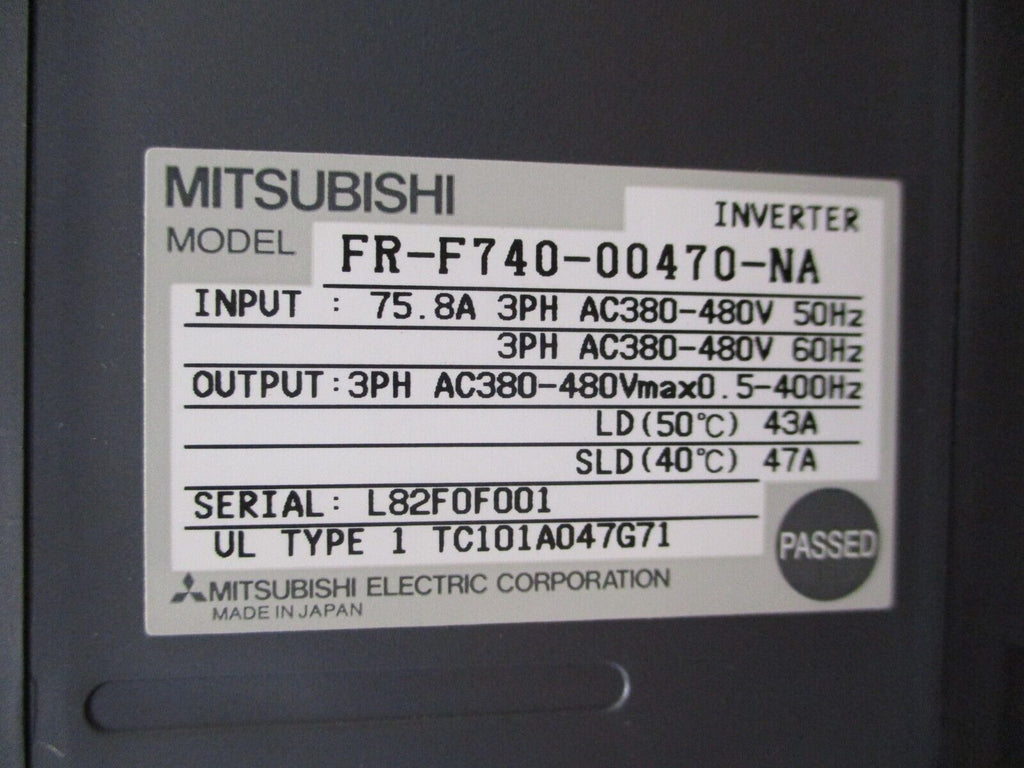 MITSUBISHI
INVERTER
MODEL FR-F740-00470-NA
INPUT : 75.8A 3PH AC380-480V 50Hz
3PH AC380-480V 60Hz
OUTPUT:3PH AC380-480Vmax0.5-400Hz
LD(50℃) 43A
SLD(40℃) 47A
SERIAL: L82F0F001
UL TYPE 1 TC101A047G71
PASSED
MITSUBISHI ELECTRIC CORPORATION
MADE IN JAPAN